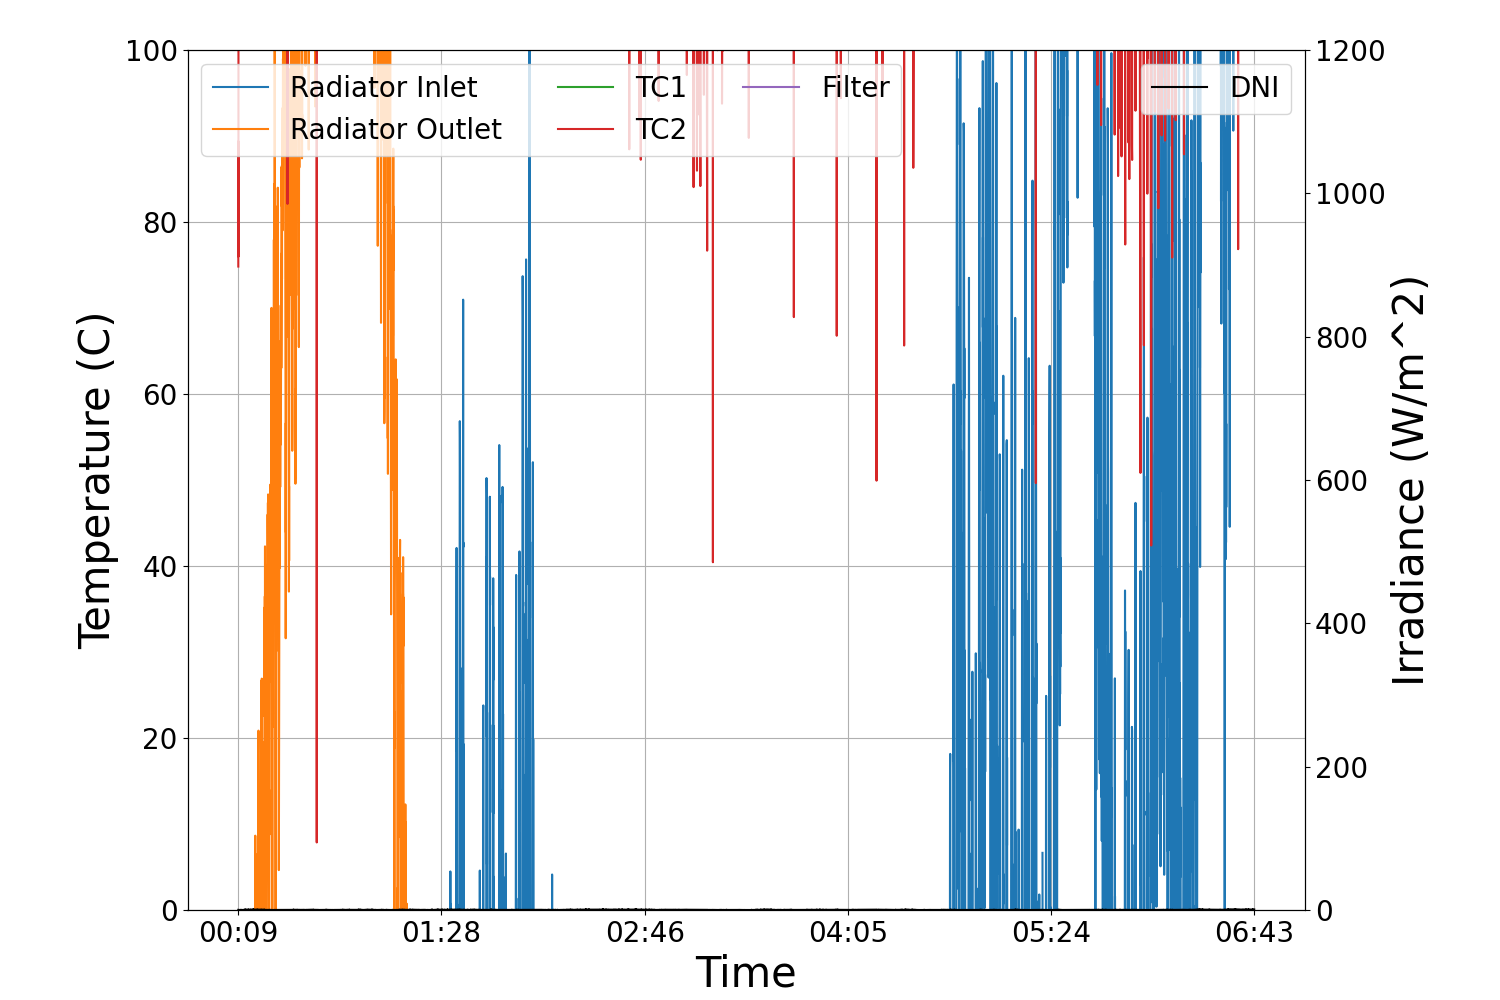 100
80
60
40
20
0
Temperature (C)
Radiator Inlet
Radiator Outlet
TC1
TC2
Filter
DNI
1200
1000
800
600
400
200
0
Irradiance (W/m^2)
00:09 01:28 02:46 04:05 05:24 06:43
Time